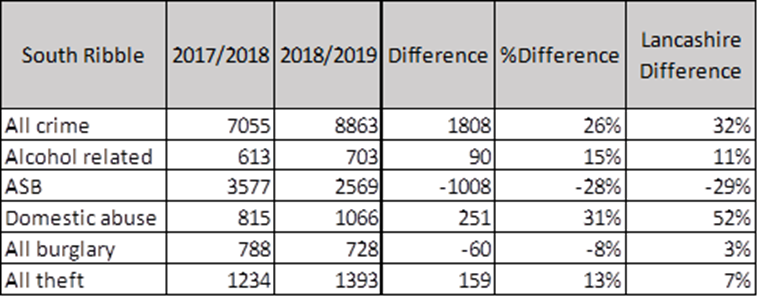 South Ribble 2017/2018 2018/2019 Difference %Difference Lancashire Difference
All crime 7055 8863 1808 26% 32%
Alcohol related 613 703 90 15% 11%
ASB 3577 2569 -1008 -28% -29%
Domestic abuse 815 1066 251 31% 52%
All burglary 788 728 -60 -8% 3%
All theft 1234 1393 159 13% 7%